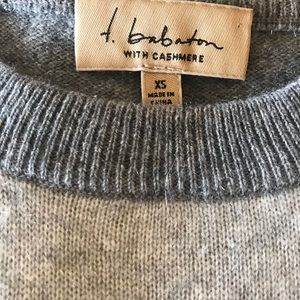 t. babaton
WITH CASHMERE
XS
MADE IN
CHINA